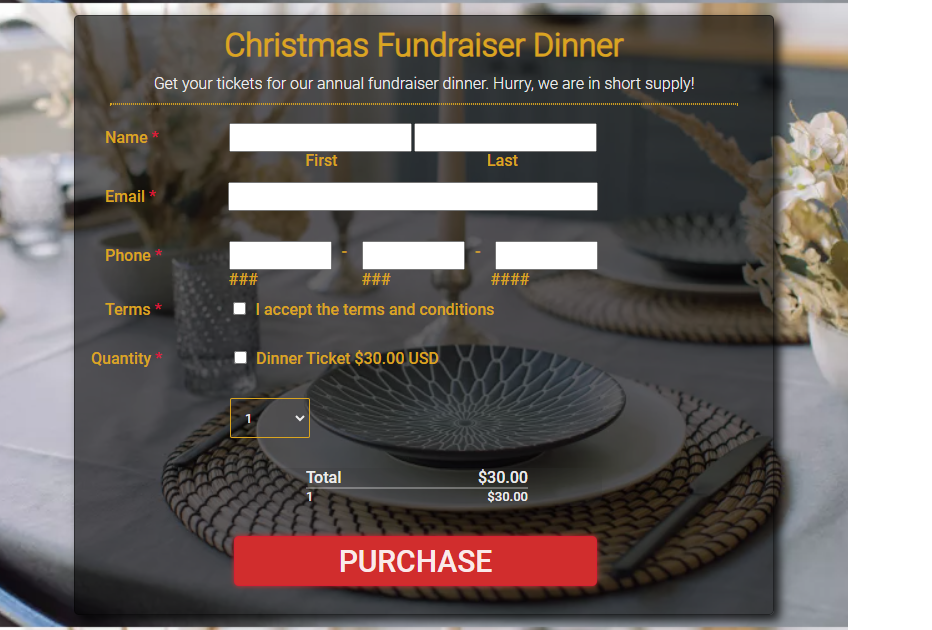 Christmas Fundraiser Dinner
Get your tickets for our annual fundraiser dinner. Hurry, we are in short supply!
Name *
First Last
Email *
Phone * - -
### ### ####
Terms * I accept the terms and conditions
Quantity * Dinner Ticket $30.00 USD
1
Total $30.00
1 $30.00
PURCHASE